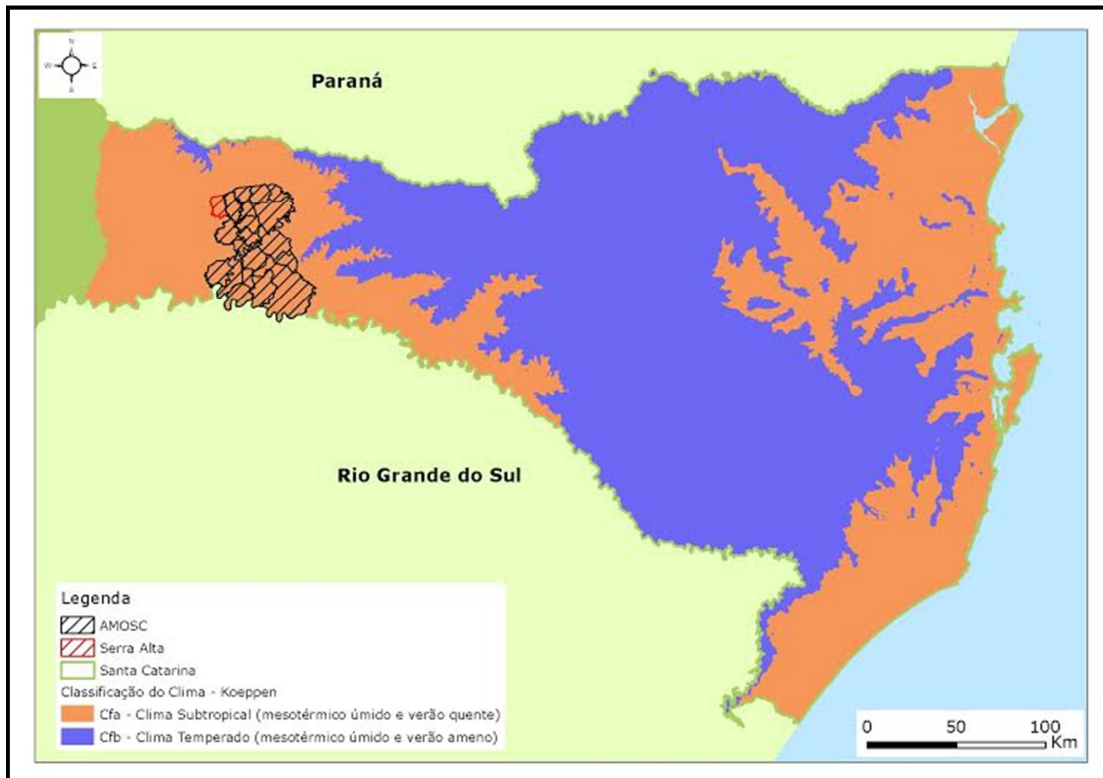 N
W E
S
Paraná
Rio Grande do Sul
Legenda
AMOSC
Serra Alta
Santa Catarina
Classificação do Clima - Koeppen
Cfa - Clima Subtropical (mesotérmico úmido e verão quente)
Cfb - Clima Temperado (mesotérmico úmido e verão ameno)
0 50 100
Km